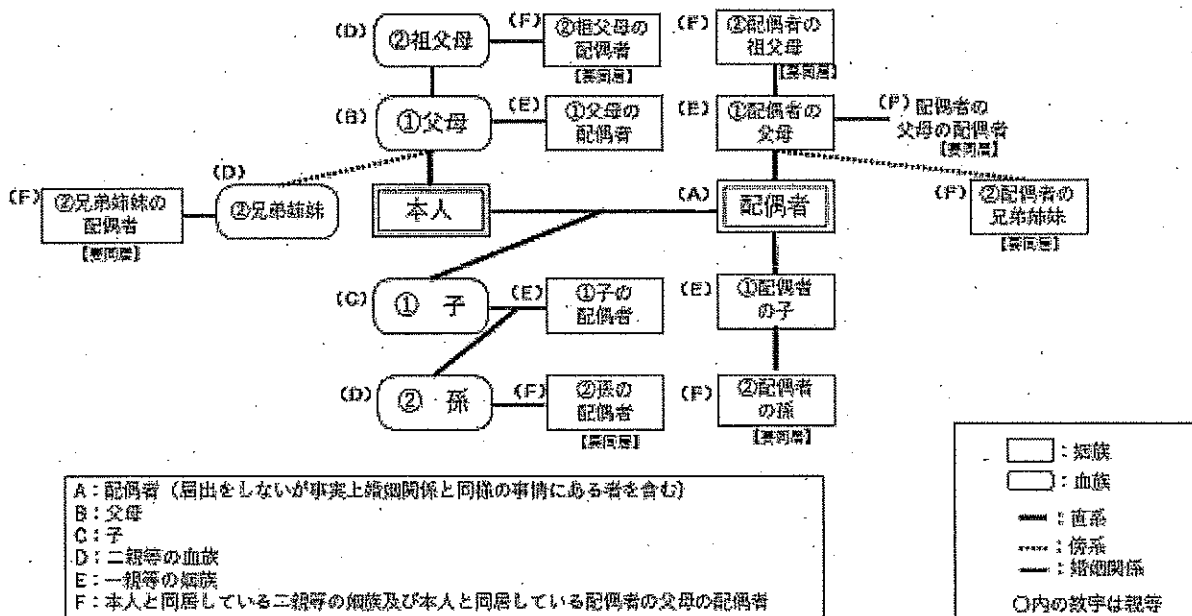 (D) ②祖父母
(F) ②祖父母の
配偶者
【要同居】
(F) ②配偶者の
祖父母
【要同居】
(B) ①父母
(E) ①父母の
配偶者
(E) ①配偶者の
父母
(F) 配偶者の
父母の配偶者
【要同居】
(F) ②兄弟姉妹の
配偶者
【要同居】
(D) ②兄弟姉妹
本人
(A) 配偶者
(F) ②配偶者の
兄弟姉妹
【要同居】
(C) ① 子
(E) ①子の
配偶者
(E) ①配偶者
の子
(D) ② 孫
(F) ②孫の
配偶者
【要同居】
(F) ②配偶者
の孫
【要同居】
A:配偶者(届出をしないが事実上婚姻関係と同様の事情にある者を含む)
B:父母
C:子
D:二親等の血族
E:一親等の姻族
F:本人と同居している二親等の姻族及び本人と同居している配偶者の父母の配偶者
:姻族
:血族
:直系
:傍系
:婚姻関係
〇内の数字は親等